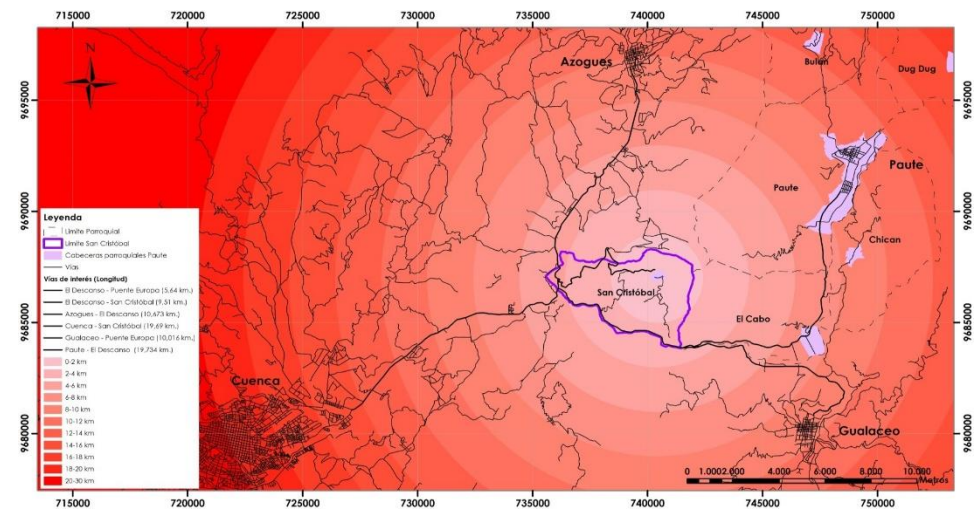 715000 720000 725000 730000 735000 740000 745000 750000
N
Azogues
Bulán
Dug Dug
9695000 9695000
Paute
Paute
9690000 9690000
Chican
Leyenda
Límite Parroquial
Límite San Cristóbal
Cabeceras parroquiales Paute
Vías
Vías de interés (Longitud)
El Descanso - Puente Europa (5,64 km.)
El Descanso - San Cristóbal (9,51 km.)
Azogues - El Descanso (10,673 km.)
Cuenca - San Cristóbal (19,69 km.)
Gualaceo - Puente Europa (10,016 km.)
Paute - El Descanso (19,734 km.)
0-2 km
2-4 km
4-6 km
6-8 km
8-10 km
10-12 km
12-14 km
14-16 km
16-18 km
18-20 km
20-30 km
San Cristóbal
El Cabo
9685000 9685000
Cuenca
Gualaceo
9680000 9680000
0 1.0002.000 4.000 6.000 8.000 10.000
Metros
715000 720000 725000 730000 735000 740000 745000 750000